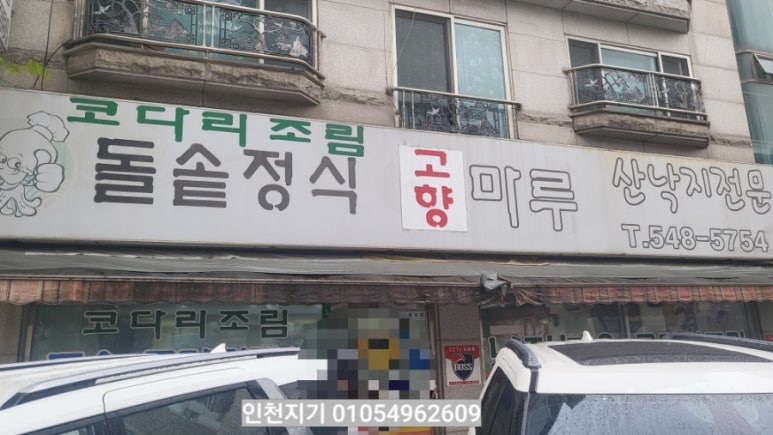 코다리조림
돌솥정식 고향마루 산낙지전문
T.548-5754
코다리조림
BOSS
인천지기 01054962609